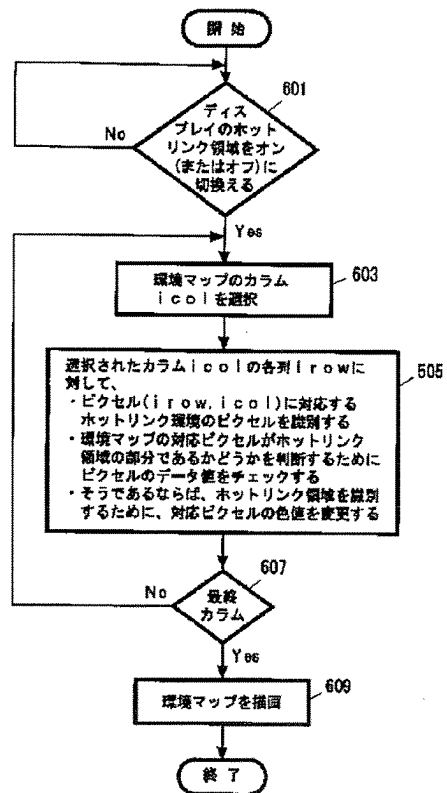 開始
601
ディス
プレイのホット
リンク領域をオン
(またはオフ)に
切換える
No
Yes
環境マップのカラム
icolを選択
603
選択されたカラムicolの各列irowに
対して、
・ピクセル(irow,icol)に対応する
ホットリンク環境のピクセルを識別する
・環境マップの対応ピクセルがホットリンク
領域の部分であるかどうかを判断するために
ピクセルのデータ値をチェックする
・そうであるならば、ホットリンク領域を識別
するために、対応ピクセルの色値を変更する
505
607
最終
カラム
No
Yes
環境マップを描画
609
終了